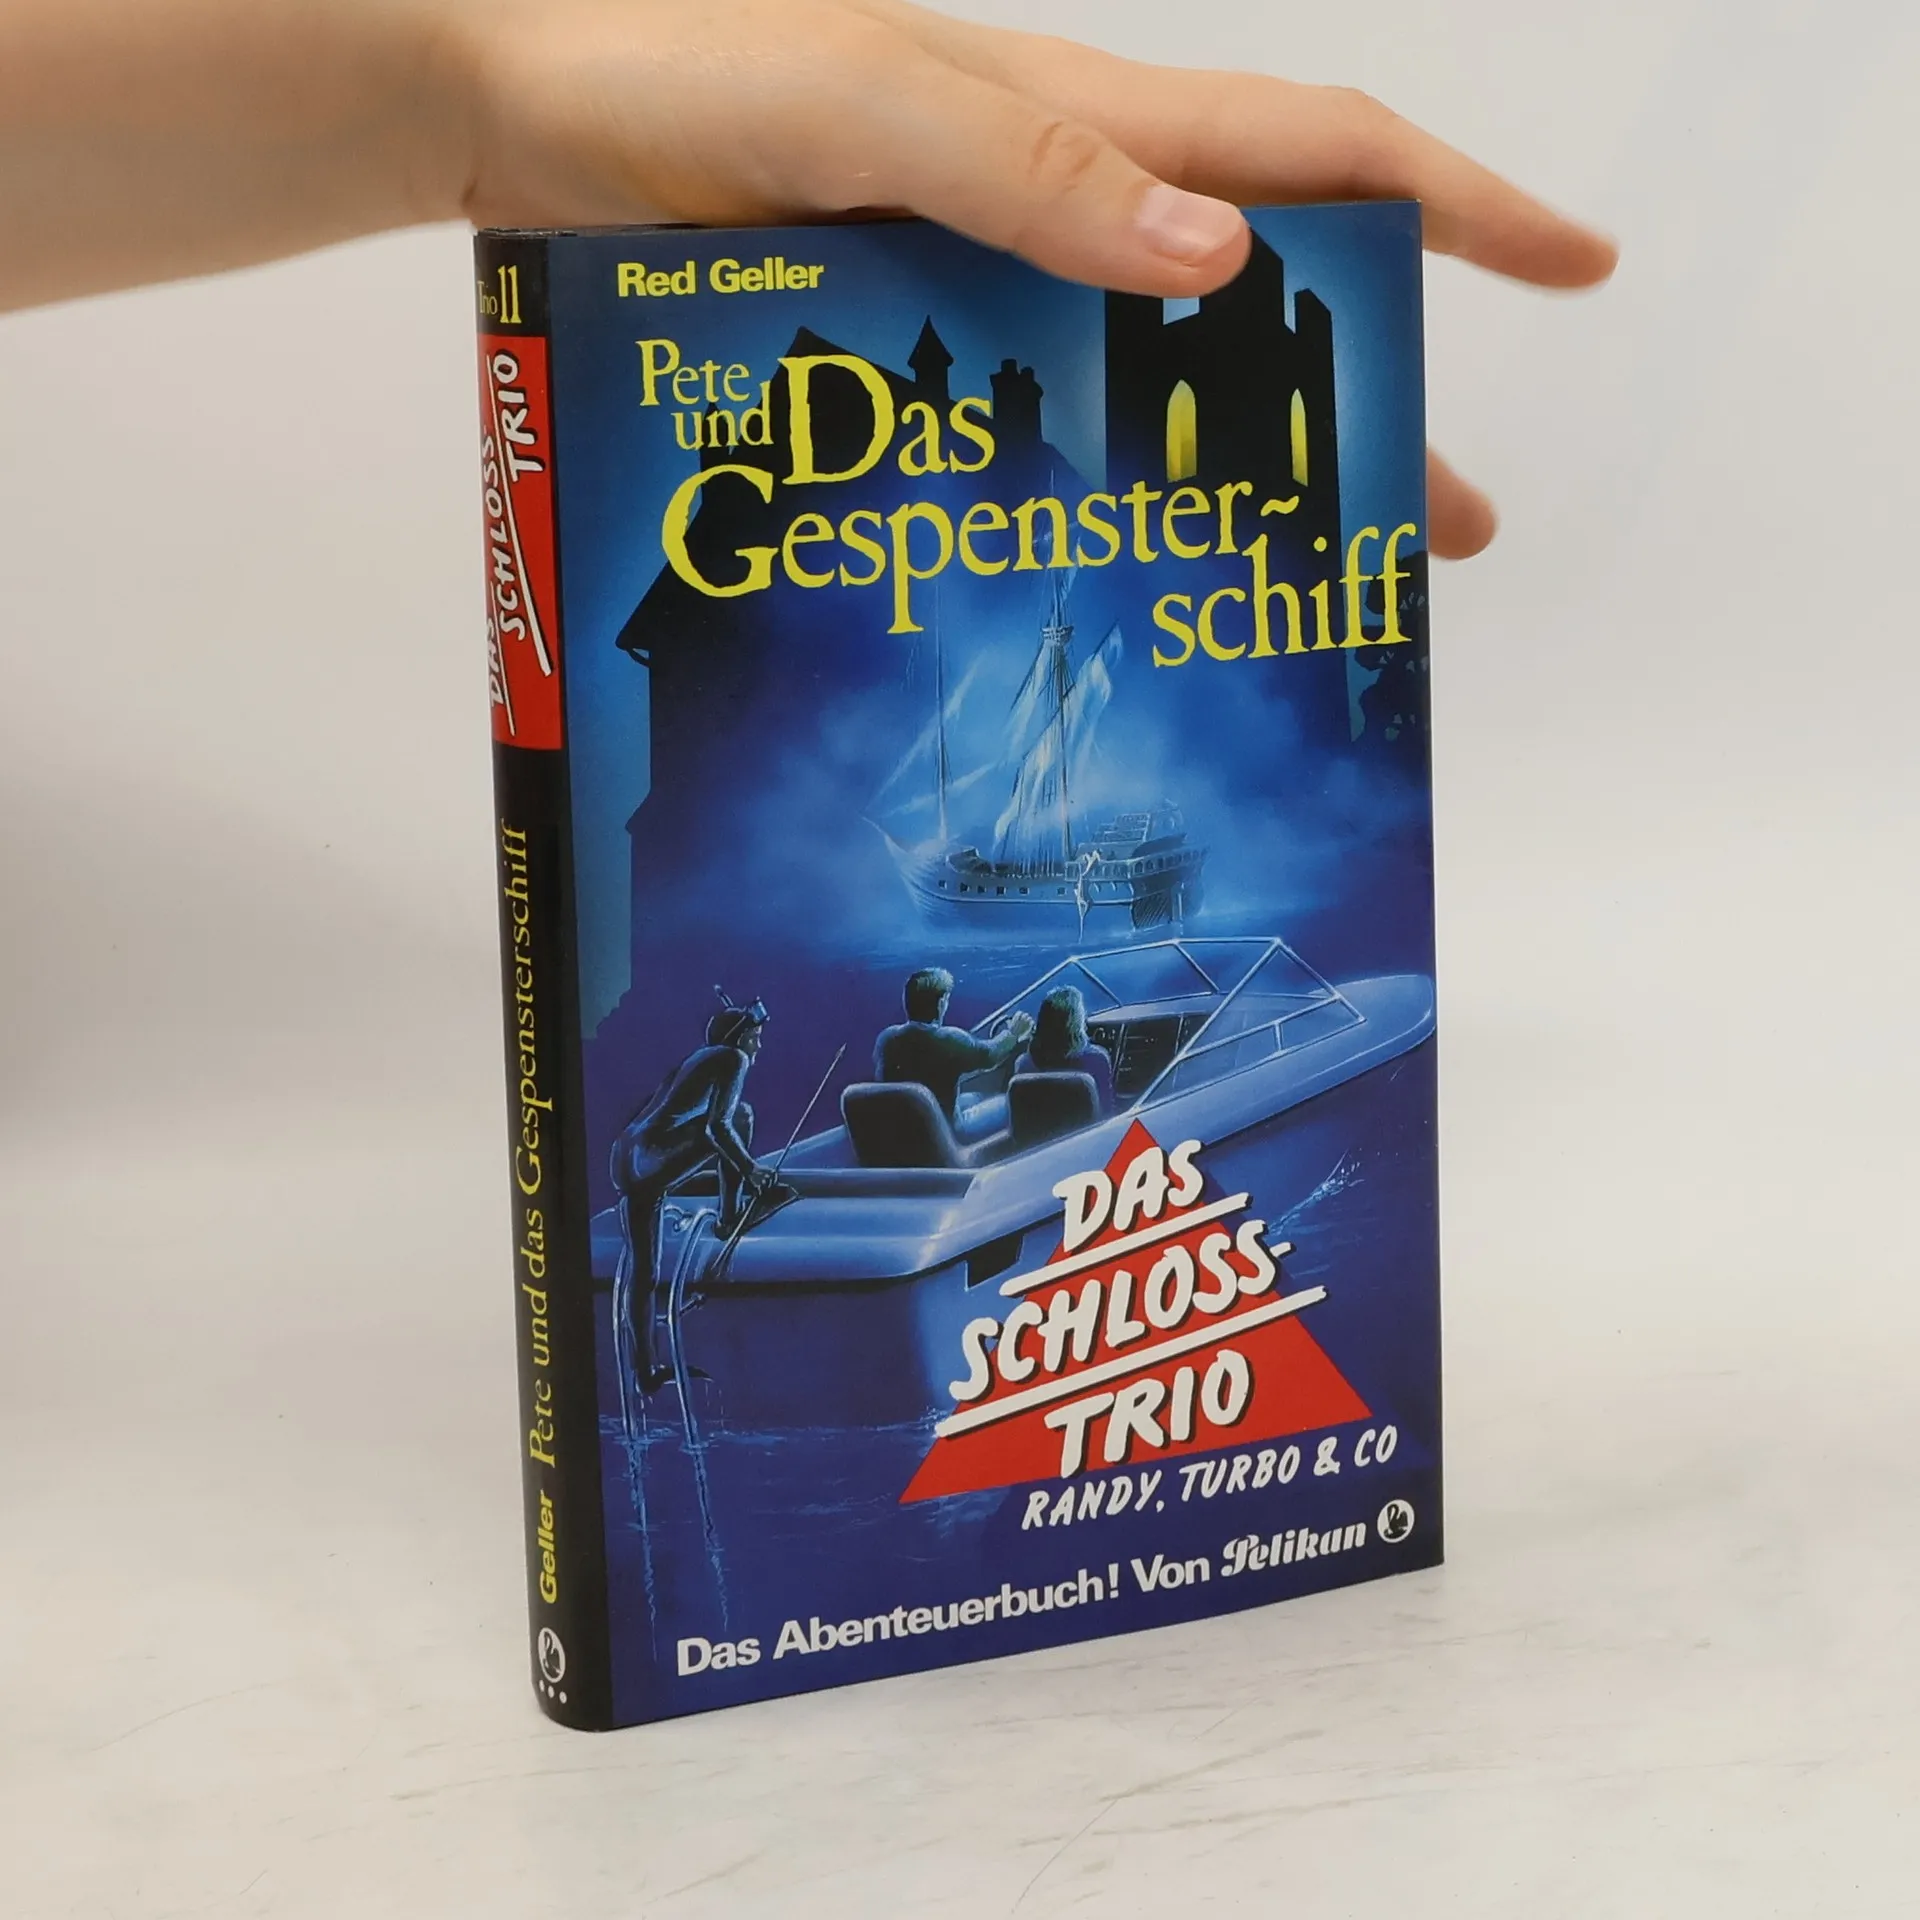 Trio 11
DAS SCHLOSS-
TRIO
Geller Pete und das Gespensterschiff
Red Geller
Pete
und Das
Gespenster~
schiff
DAS
SCHLOSS-
TRIO
RANDY, TURBO & CO
Das Abenteuerbuch! Von Pelikan